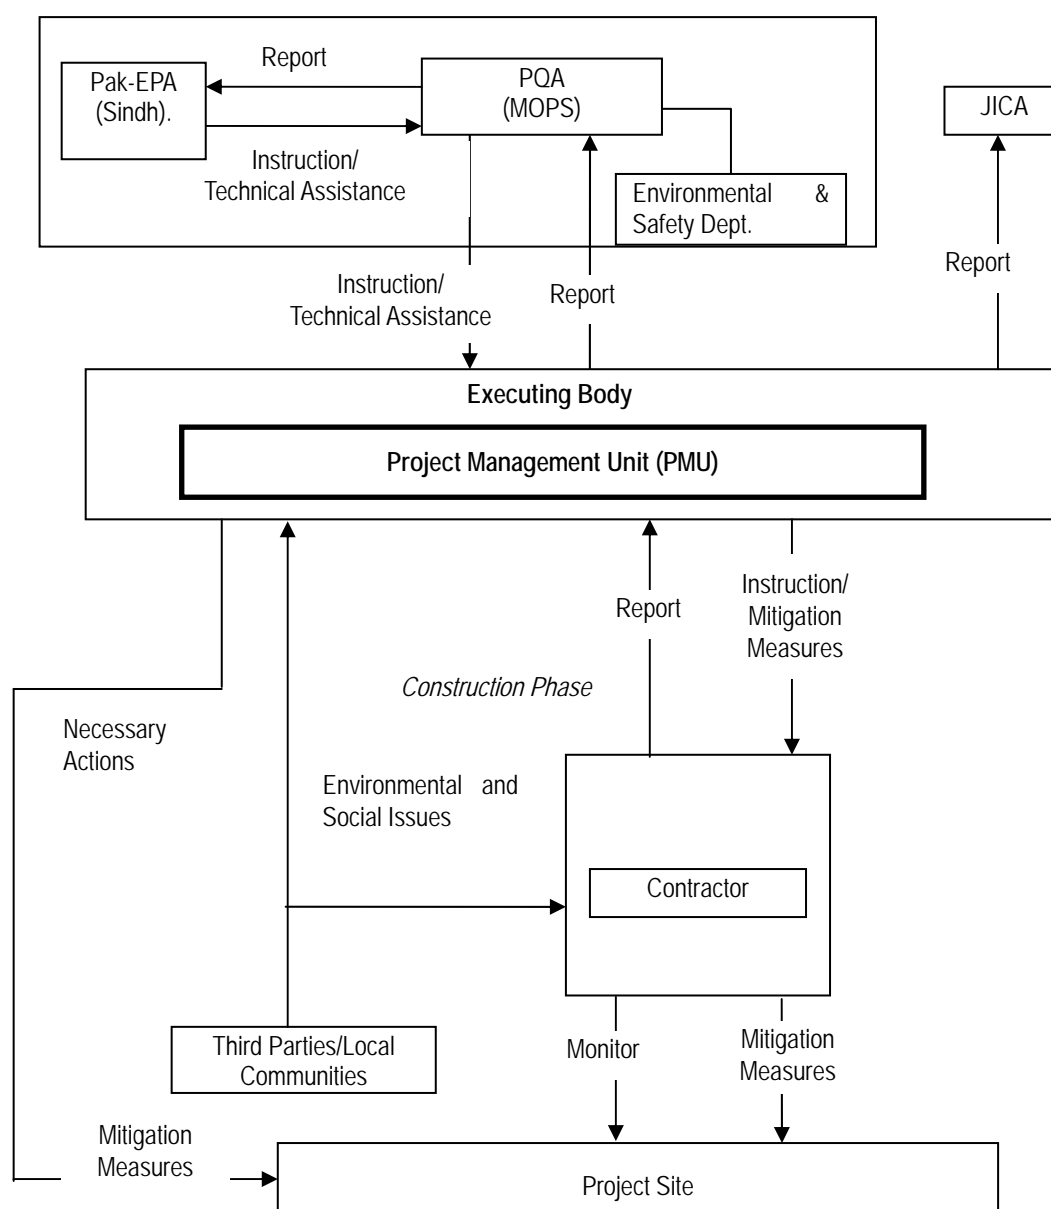 Report
Pak-EPA
(Sindh).
PQA
(MOPS)
JICA
Instruction/
Technical Assistance
Environmental &
Safety Dept.
Instruction/
Technical Assistance
Report
Report
Executing Body
Project Management Unit (PMU)
Report
Instruction/
Mitigation
Measures
Construction Phase
Necessary
Actions
Environmental and
Social Issues
Contractor
Third Parties/Local
Communities
Monitor
Mitigation
Measures
Mitigation
Measures
Project Site